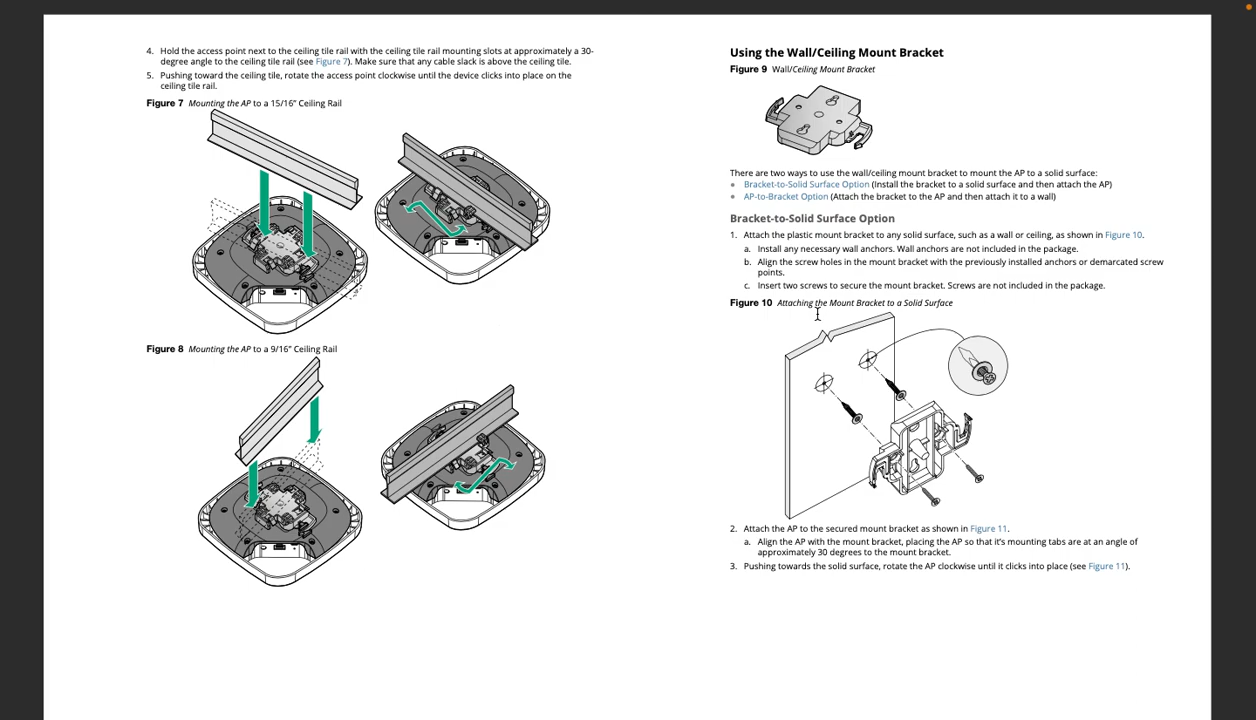 4. Hold the access point next to the ceiling tile rail with the ceiling tile rail mounting slots at approximately a 30-
degree angle to the ceiling tile rail (see Figure 7). Make sure that any cable slack is above the ceiling tile.
5. Pushing toward the ceiling tile, rotate the access point clockwise until the device clicks into place on the
ceiling tile rail.
Figure 7 Mounting the AP to a 15/16" Ceiling Rail
Figure 8 Mounting the AP to a 9/16" Ceiling Rail
Using the Wall/Ceiling Mount Bracket
Figure 9 Wall/Ceiling Mount Bracket
There are two ways to use the wall/ceiling mount bracket to mount the AP to a solid surface:
Bracket-to-Solid Surface Option (Install the bracket to a solid surface and then attach the AP)
AP-to-Bracket Option (Attach the bracket to the AP and then attach it to a wall)
Bracket-to-Solid Surface Option
1. Attach the plastic mount bracket to any solid surface, such as a wall or ceiling, as shown in Figure 10.
a. Install any necessary wall anchors. Wall anchors are not included in the package.
b. Align the screw holes in the mount bracket with the previously installed anchors or demarcated screw
points.
c. Insert two screws to secure the mount bracket. Screws are not included in the package.
Figure 10 Attaching the Mount Bracket to a Solid Surface
2. Attach the AP to the secured mount bracket as shown in Figure 11.
a. Align the AP with the mount bracket, placing the AP so that it's mounting tabs are at an angle of
approximately 30 degrees to the mount bracket.
3. Pushing towards the solid surface, rotate the AP clockwise until it clicks into place (see Figure 11).